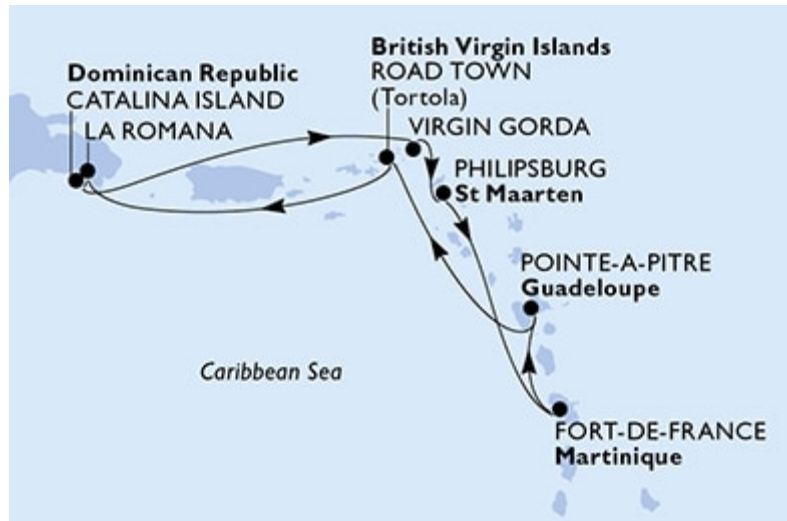 British Virgin Islands
ROAD TOWN
(Tortola)
Dominican Republic
CATALINA ISLAND
LA ROMANA
VIRGIN GORDA
PHILIPSBURG
St Maarten
POINTE-A-PITRE
Guadeloupe
Caribbean Sea
FORT-DE-FRANCE
Martinique